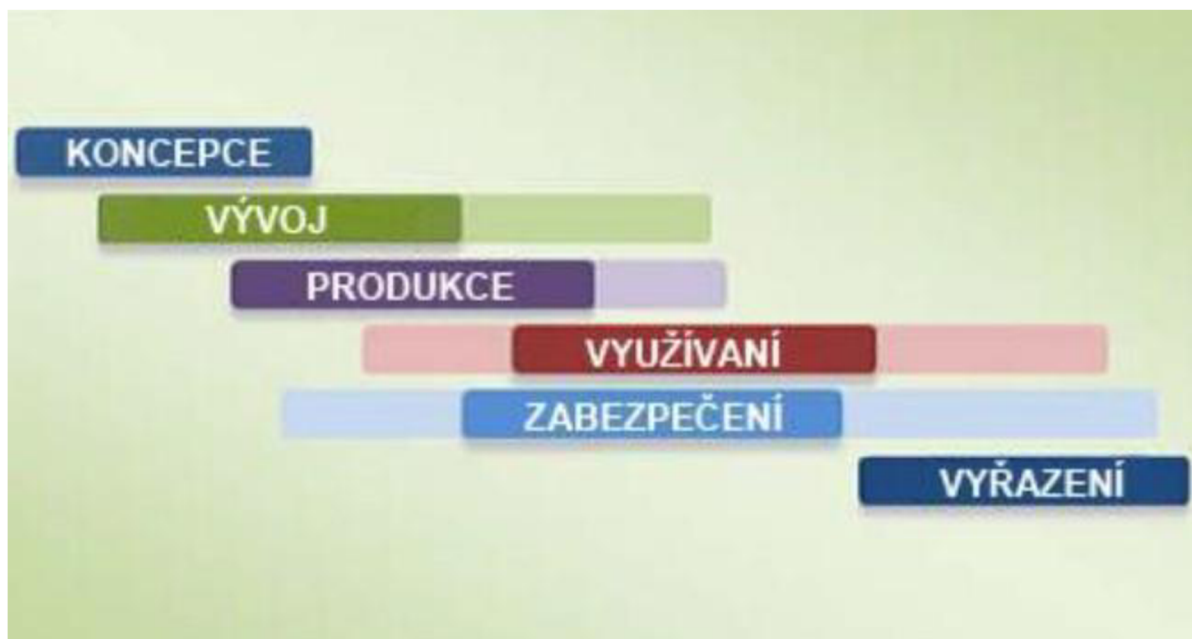 KONCEPCE
VÝVOJ
PRODUKCE
VYUŽÍVANÍ
ZABEZPEČENÍ
VYŘAZENÍ